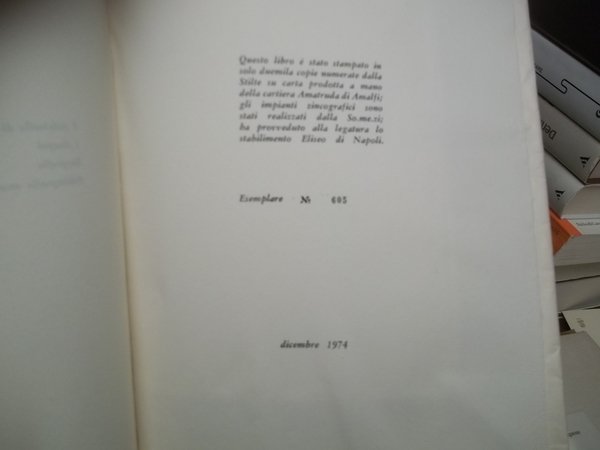 Questo libro é stato stampato in
solo duemila copie numerate dalla
Stilte su carta prodotta a mano
della cartiera Amatruda di Amalfi;
gli impianti zincografici sono
stati realizzati dalla So.me.zi;
ha provveduto alla legatura lo
stabilimento Eliseo di Napoli.
Esemplare № 605
dicembre 1974